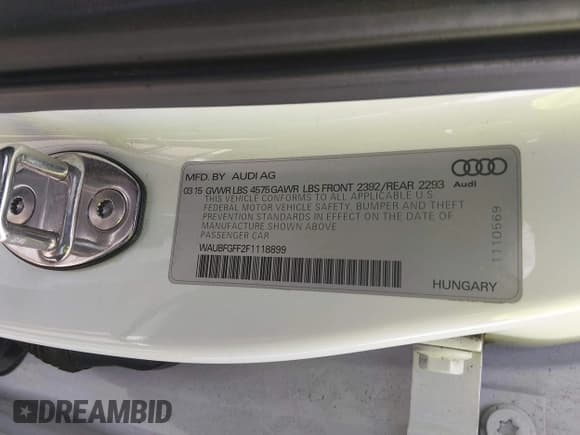 MFD. BY AUDI AG
03 15 GVWR LBS 4575 GAWR LBS FRONT 2392/REAR 2293
THIS VEHICLE CONFORMS TO ALL APPLICABLE U.S.
FEDERAL MOTOR VEHICLE SAFETY, BUMPER AND THEFT
PREVENTION STANDARDS IN EFFECT ON THE DATE OF
MANUFACTURE SHOWN ABOVE
PASSENGER CAR
WAUBFGFF2F1118899
Audi
1110569
HUNGARY
DREAMBID